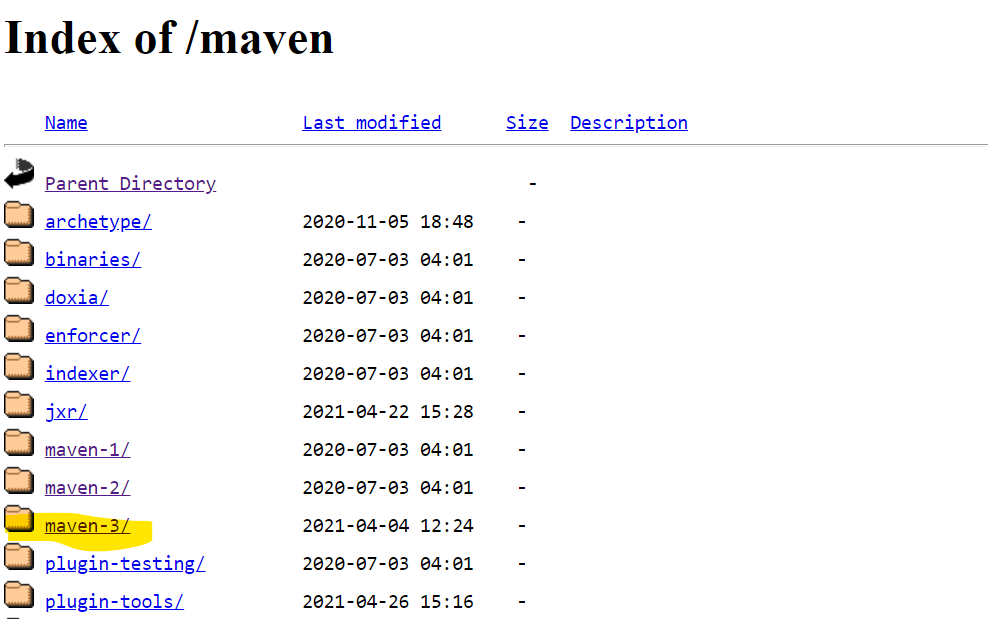 Index of /maven
Name Last modified Size Description
Parent Directory -
archetype/ 2020-11-05 18:48 -
binaries/ 2020-07-03 04:01 -
doxia/ 2020-07-03 04:01 -
enforcer/ 2020-07-03 04:01 -
indexer/ 2020-07-03 04:01 -
jxr/ 2021-04-22 15:28 -
maven-1/ 2020-07-03 04:01 -
maven-2/ 2020-07-03 04:01 -
maven-3/ 2021-04-04 12:24 -
plugin-testing/ 2020-07-03 04:01 -
plugin-tools/ 2021-04-26 15:16 -